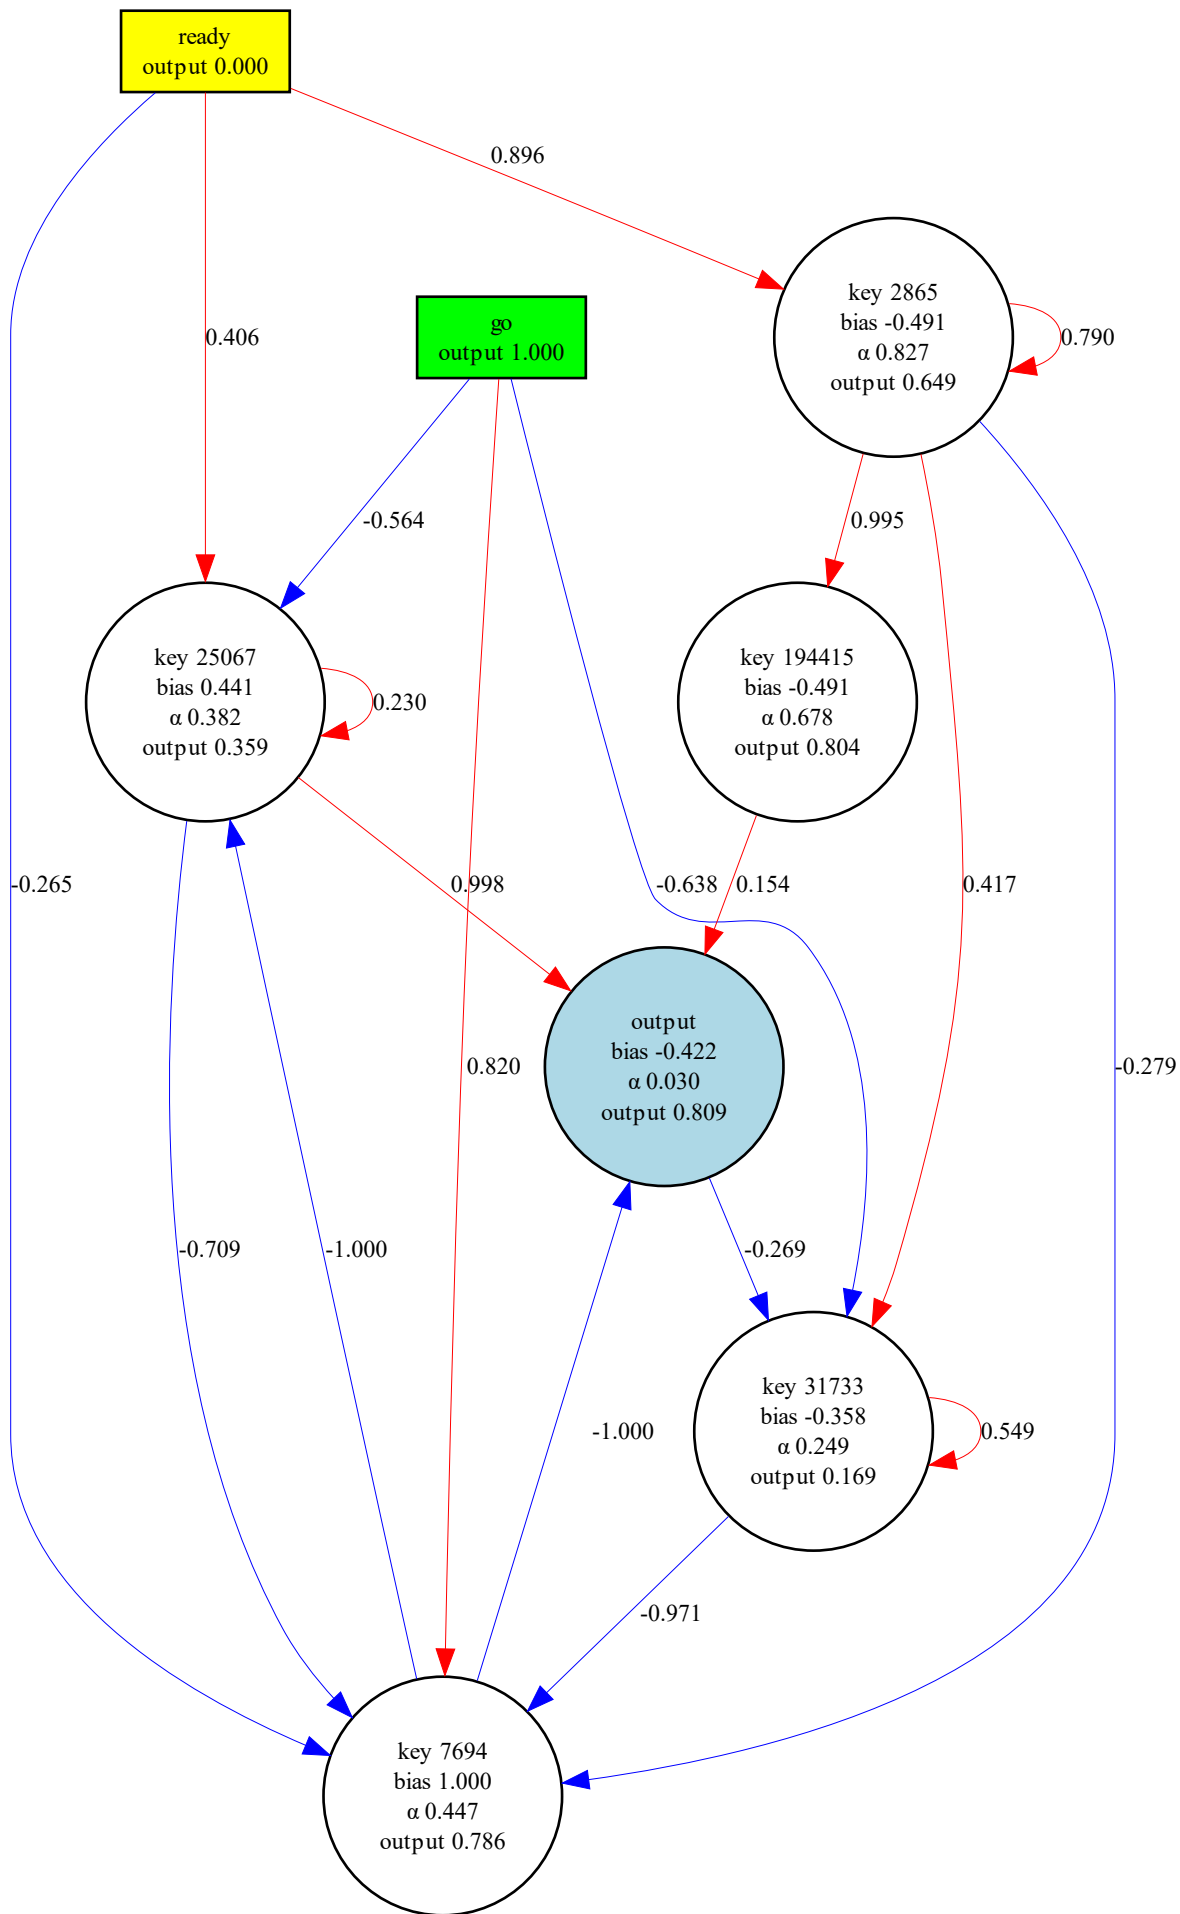 ready
output 0.000
0.896
key 2865
bias -0.491
α 0.827
output 0.649
0.790
go
output 1.000
0.406
-0.564
0.995
key 25067
bias 0.441
α 0.382
output 0.359
0.230
key 194415
bias -0.491
α 0.678
output 0.804
-0.265
0.998
-0.638
0.154
0.417
output
bias -0.422
α 0.030
output 0.809
0.820
-0.279
-0.709
-1.000
-0.269
key 31733
bias -0.358
α 0.249
output 0.169
-1.000
0.549
-0.971
key 7694
bias 1.000
α 0.447
output 0.786